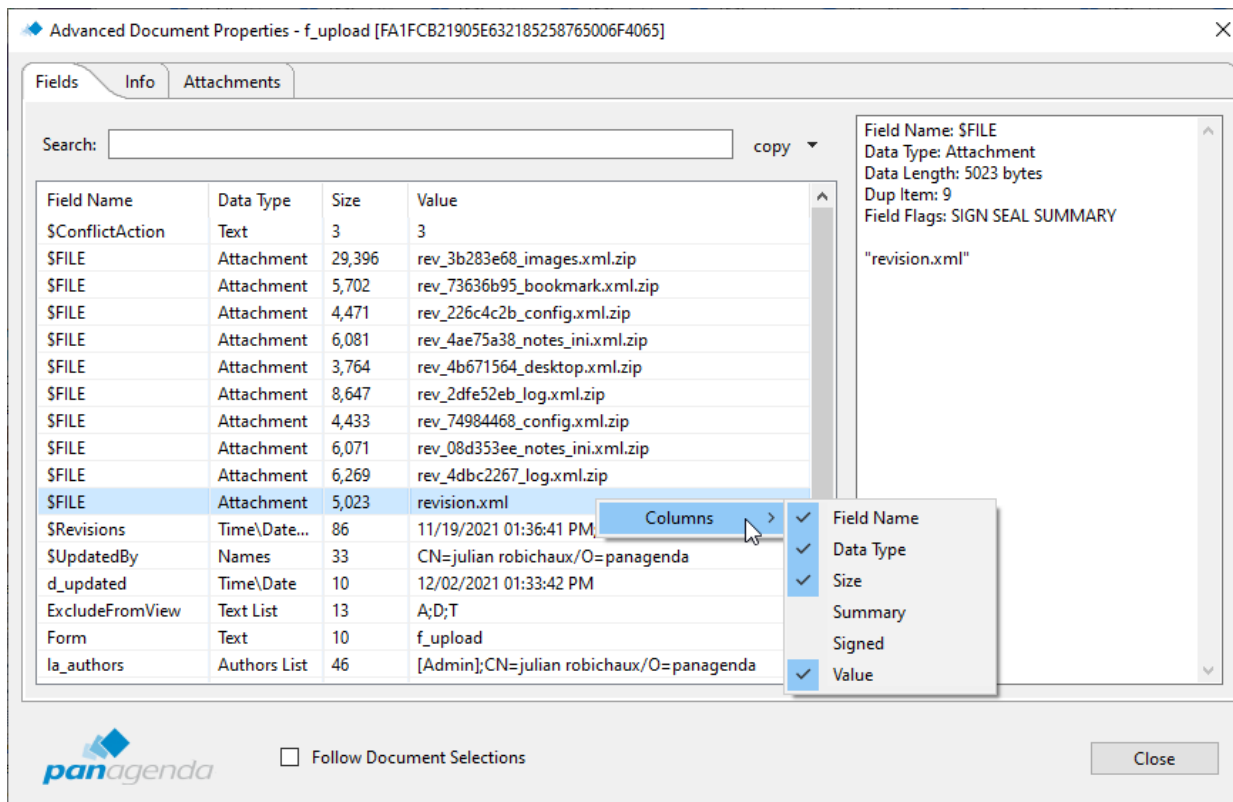 Advanced Document Properties - f_upload [FA1FCB21905E632185258765006F4065]
Fields Info Attachments
Search: copy
Field Name Data Type Size Value
$ConflictAction Text 3 3
$FILE Attachment 29,396 rev_3b283e68_images.xml.zip
$FILE Attachment 5,702 rev_73636b95_bookmark.xml.zip
$FILE Attachment 4,471 rev_226c4c2b_config.xml.zip
$FILE Attachment 6,081 rev_4ae75a38_notes_ini.xml.zip
$FILE Attachment 3,764 rev_4b671564_desktop.xml.zip
$FILE Attachment 8,647 rev_2dfe52eb_log.xml.zip
$FILE Attachment 4,433 rev_74984468_config.xml.zip
$FILE Attachment 6,071 rev_08d353ee_notes_ini.xml.zip
$FILE Attachment 6,269 rev_4dbc2267_log.xml.zip
$FILE Attachment 5,023 revision.xml
$Revisions Time\Date... 86 11/19/2021 01:36:41 PM;
$UpdatedBy Names 33 CN=julian robichaux/O=panagenda
d_updated Time\Date 10 12/02/2021 01:33:42 PM
ExcludeFromView Text List 13 A;D;T
Form Text 10 f_upload
la_authors Authors List 46 [Admin];CN=julian robichaux/O=panagenda
Field Name: $FILE
Data Type: Attachment
Data Length: 5023 bytes
Dup Item: 9
Field Flags: SIGN SEAL SUMMARY
"revision.xml"
Columns
Field Name
Data Type
Size
Summary
Signed
Value
panagenda
Follow Document Selections
Close